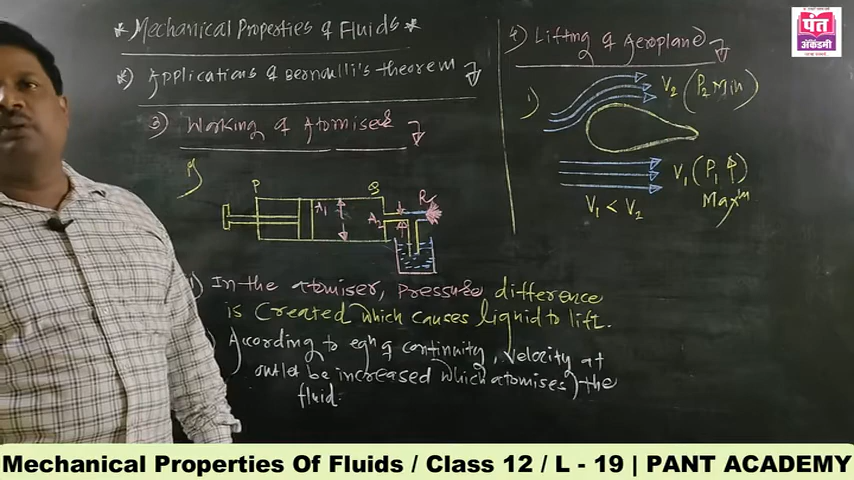 *Mechanical Properties of Fluids*
*) Applications of Bernoulli's theorem
3) Working of Atomiser
P
Q
R
A1
A2
1) In the atomiser, pressure difference
is Created which causes liquid to lift.
According to eqn of continuity, velocity at
outlet be increased which atomises the
fluid.
4) Lifting of Aeroplane
1)
V2 (P2 Min)
V1 (P1 ↑)
Maxm
V1 < V2
पंत
अॅकॅडमी
Mechanical Properties Of Fluids / Class 12 / L - 19 | PANT ACADEMY